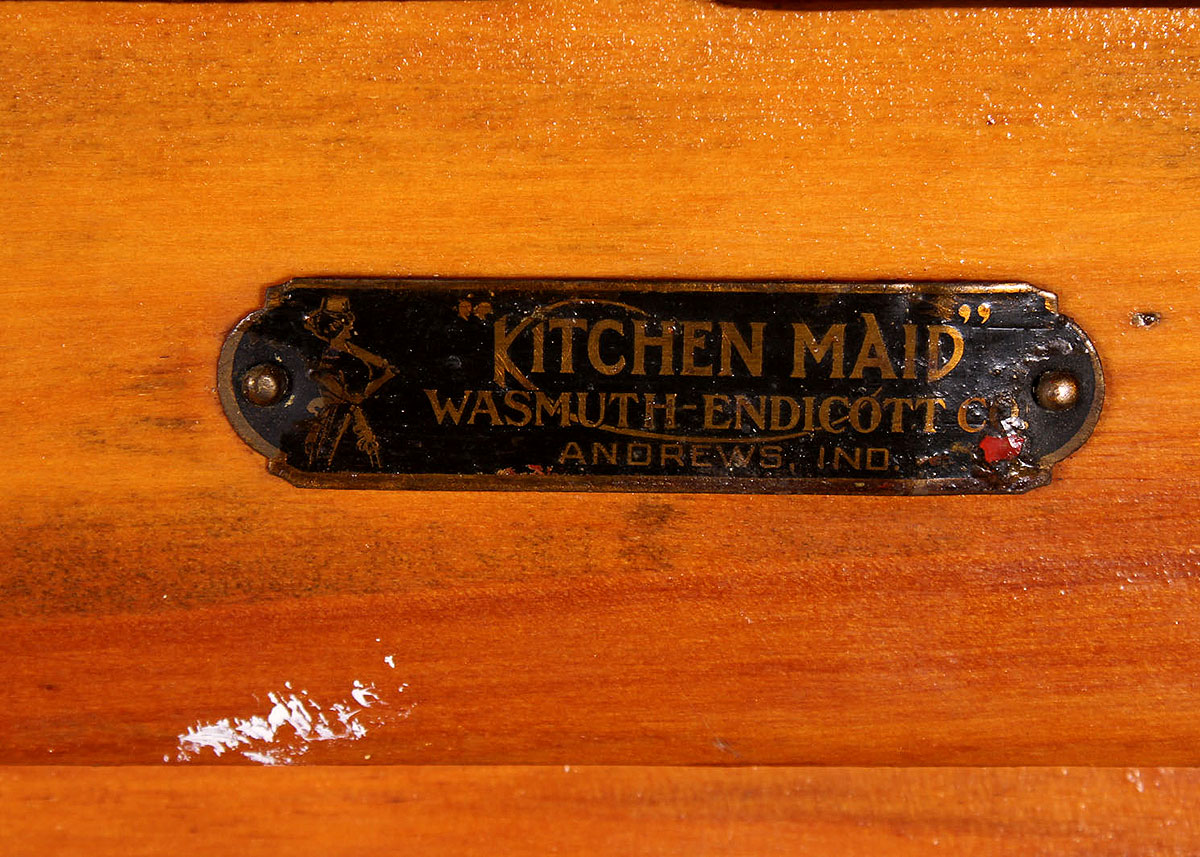 "KITCHEN MAID"
WASMUTH-ENDICOTT CO.
ANDREWS, IND.